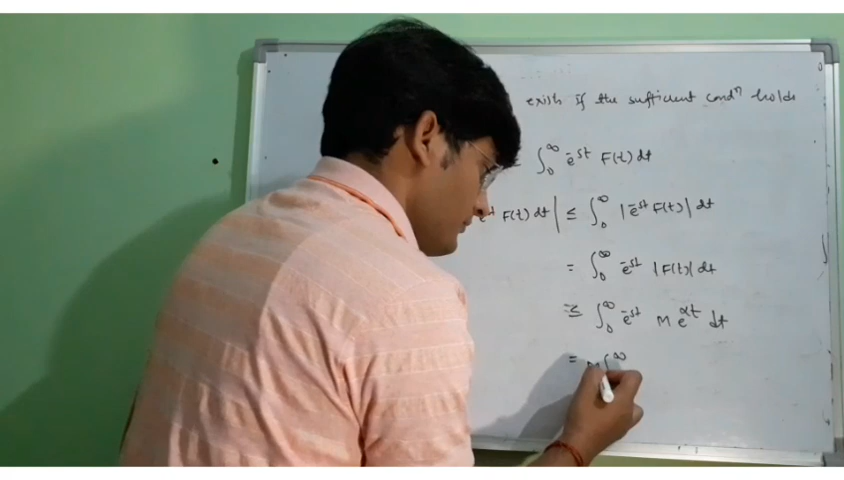 exists if the sufficient condⁿ holds
∫₀^∞ e^-st F(t) dt
e^-st F(t) dt | ≤ ∫₀^∞ |e^-st F(t)| dt
= ∫₀^∞ e^-st |F(t)| dt
≤ ∫₀^∞ e^-st M e^αt dt
= M ∫^∞